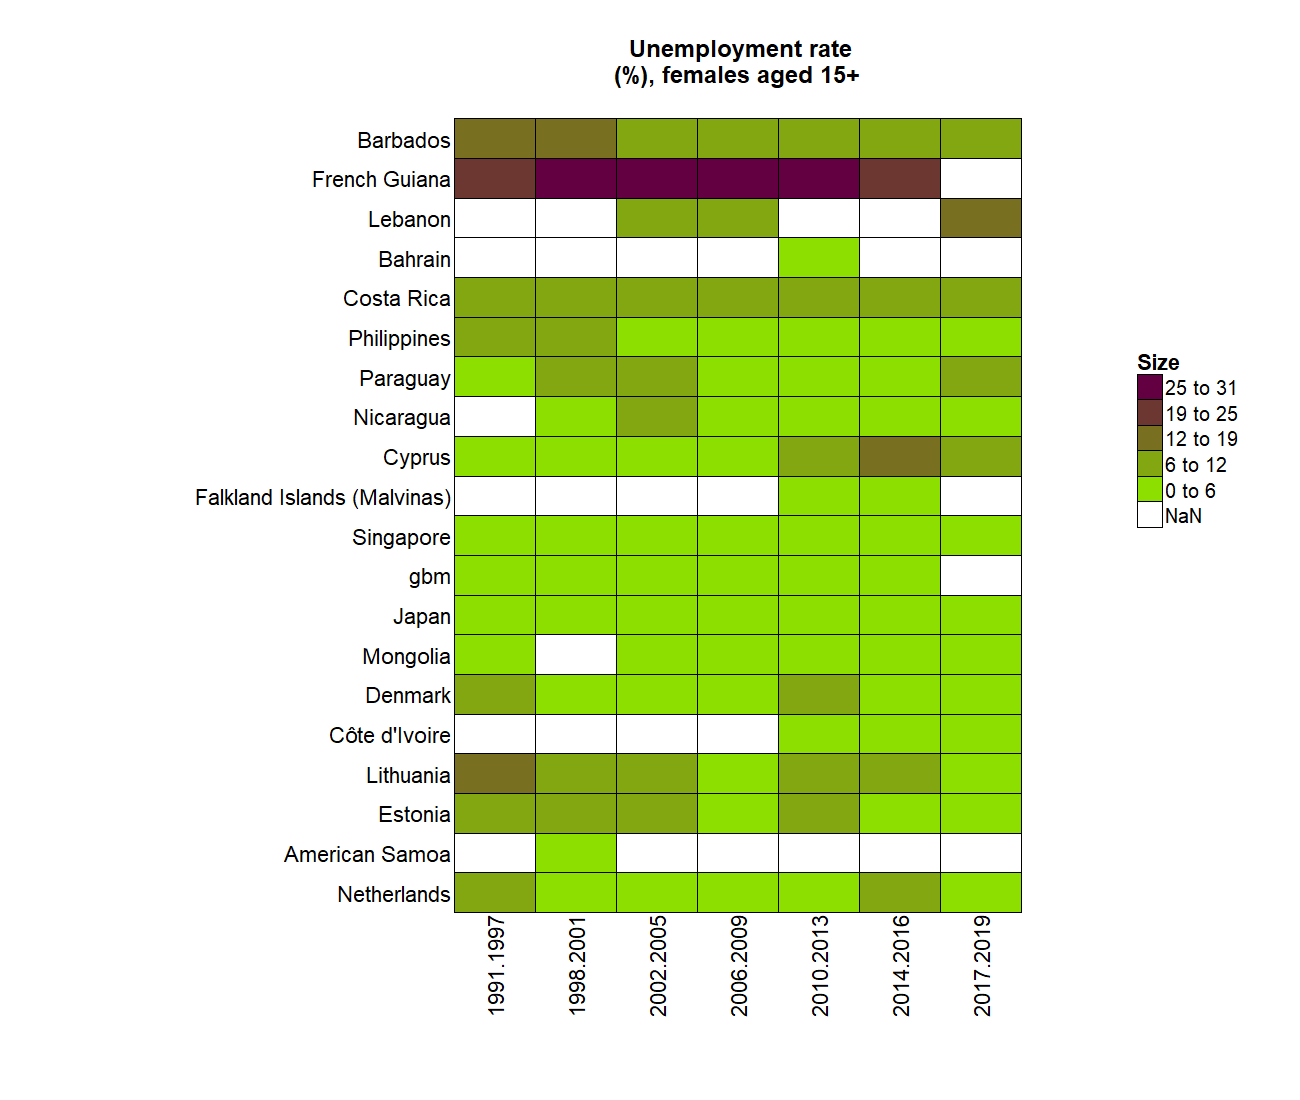 Unemployment rate
(%), females aged 15+
Barbados
French Guiana
Lebanon
Bahrain
Costa Rica
Philippines
Paraguay
Nicaragua
Cyprus
Falkland Islands (Malvinas)
Singapore
gbm
Japan
Mongolia
Denmark
Côte d'Ivoire
Lithuania
Estonia
American Samoa
Netherlands
1991.1997
1998.2001
2002.2005
2006.2009
2010.2013
2014.2016
2017.2019
Size
25 to 31
19 to 25
12 to 19
6 to 12
0 to 6
NaN